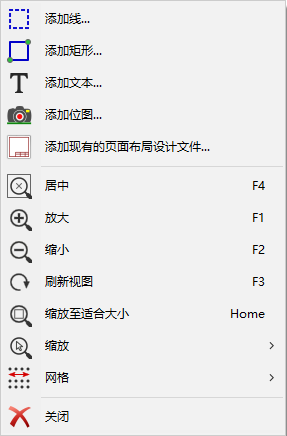 添加线...
添加矩形...
T 添加文本...
添加位图...
添加现有的页面布局设计文件...
居中 F4
放大 F1
缩小 F2
刷新视图 F3
缩放至适合大小 Home
缩放
网格
关闭